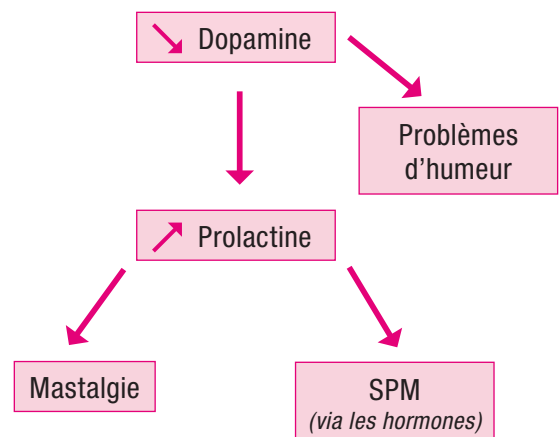 Dopamine
Problèmes
d'humeur
Prolactine
Mastalgie
SPM
(via les hormones)